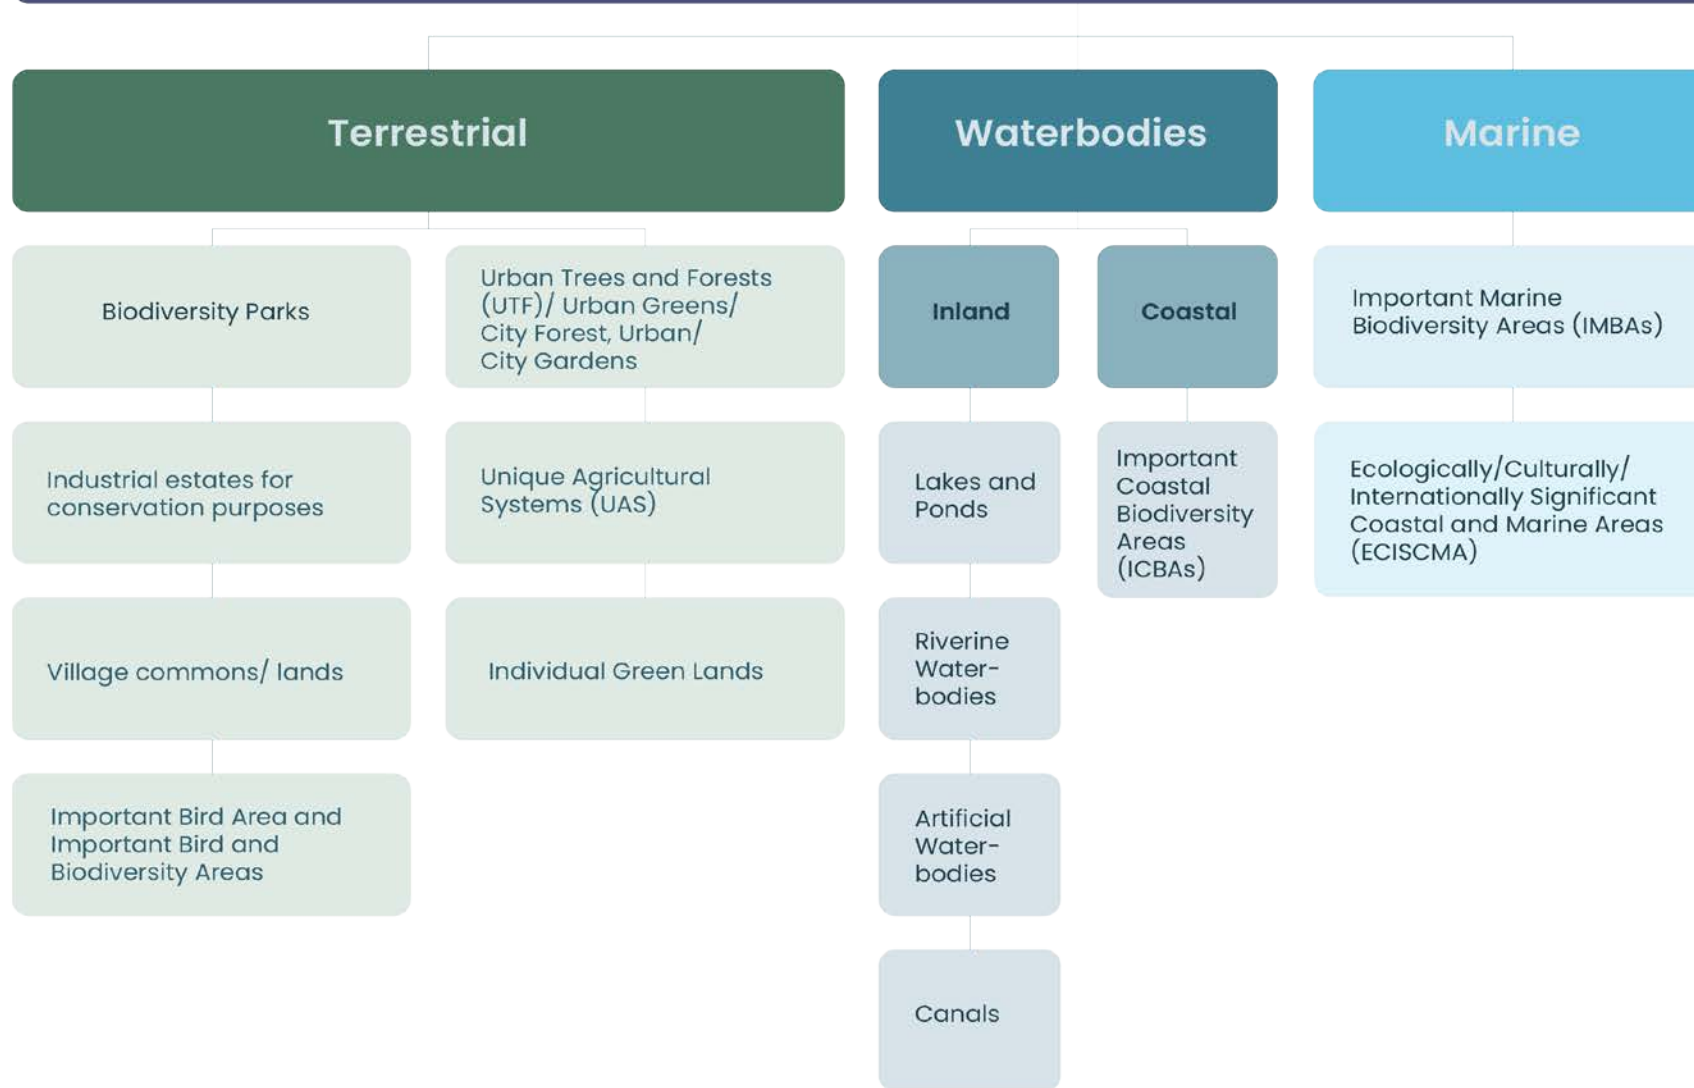 Terrestrial
Biodiversity Parks
Industrial estates for
conservation purposes
Village commons/ lands
Important Bird Area and
Important Bird and
Biodiversity Areas
Urban Trees and Forests
(UTF)/ Urban Greens/
City Forest, Urban/
City Gardens
Unique Agricultural
Systems (UAS)
Individual Green Lands
Waterbodies
Inland
Lakes and
Ponds
Riverine
Water-
bodies
Artificial
Water-
bodies
Canals
Coastal
Important
Coastal
Biodiversity
Areas
(ICBAs)
Marine
Important Marine
Biodiversity Areas (IMBAs)
Ecologically/Culturally/
Internationally Significant
Coastal and Marine Areas
(ECISCMA)